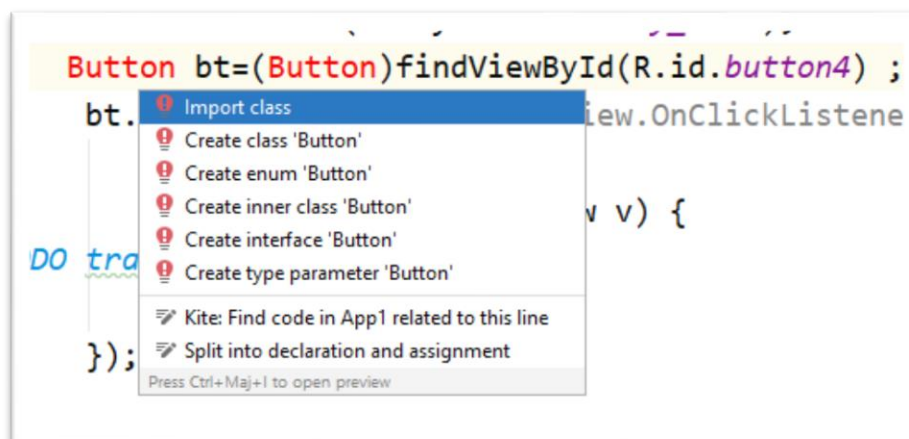 Button bt=(Button)findViewById(R.id.button4) ;
bt.
iew.OnClickListene
Import class
Create class 'Button'
Create enum 'Button'
Create inner class 'Button'
v) {
Create interface 'Button'
DO tra
Create type parameter 'Button'
Kite: Find code in App1 related to this line
});
Split into declaration and assignment
Press Ctrl+Maj+I to open preview